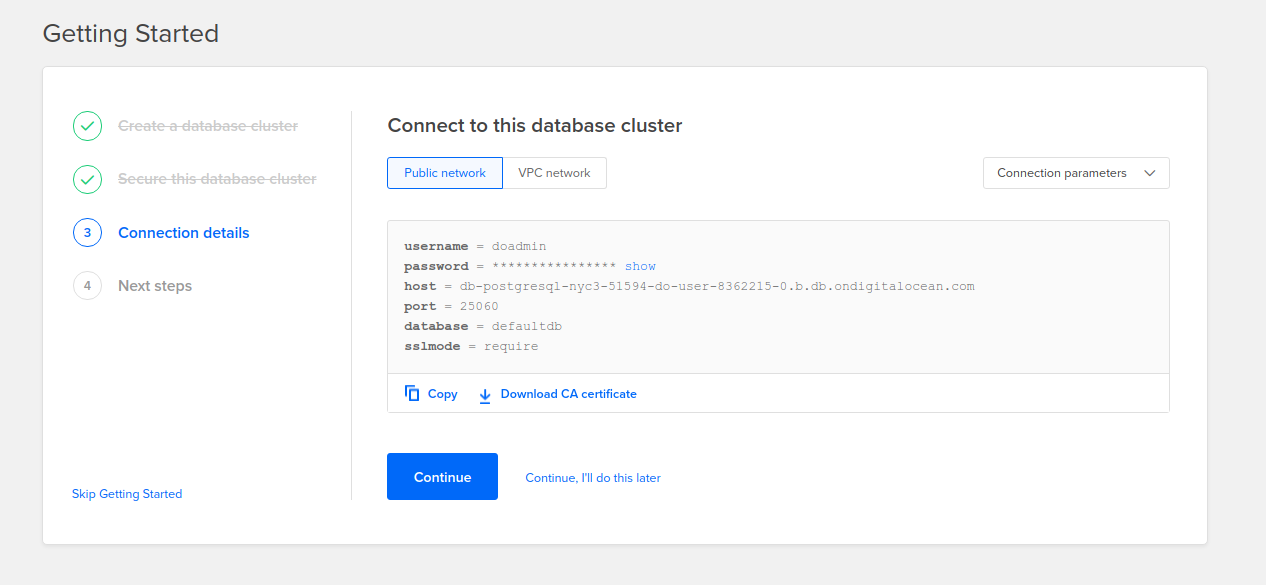 Getting Started
Create a database cluster
Secure this database cluster
3 Connection details
4 Next steps
Skip Getting Started
Connect to this database cluster
Public network VPC network Connection parameters
username = doadmin
password = **************** show
host = db-postgresql-nyc3-51594-do-user-8362215-0.b.db.ondigitalocean.com
port = 25060
database = defaultdb
sslmode = require
Copy Download CA certificate
Continue Continue, I'll do this later